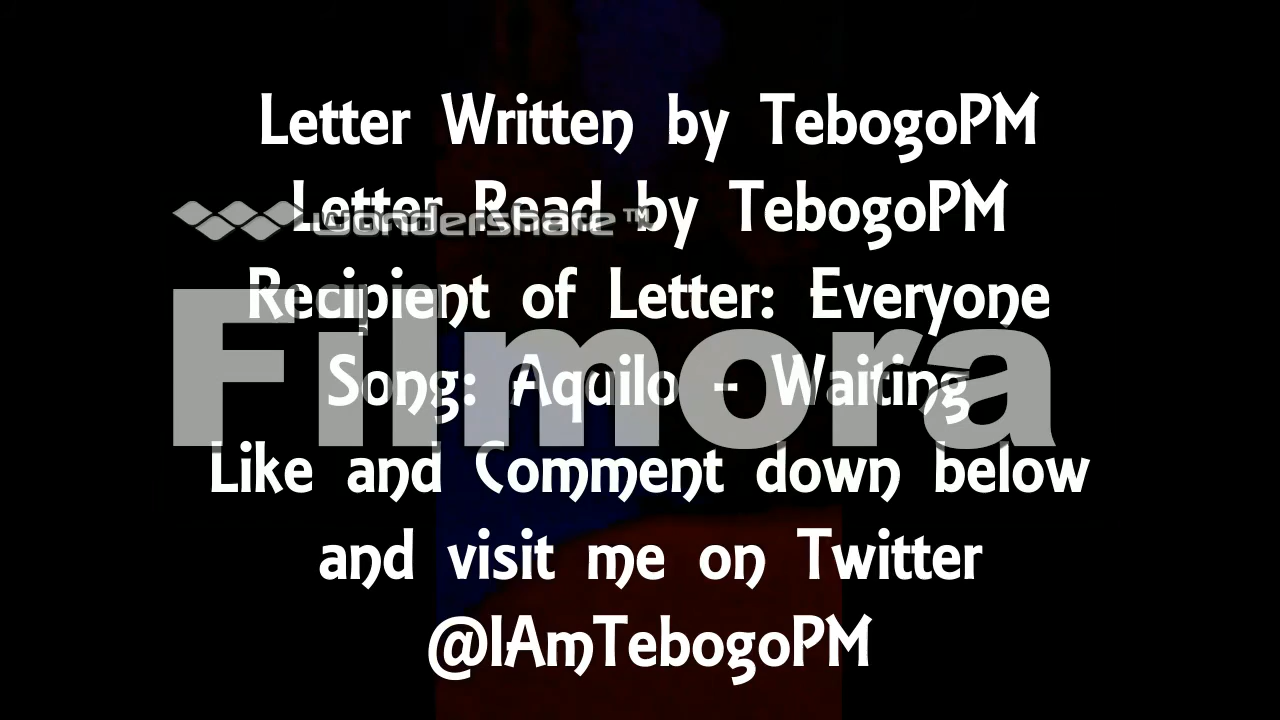 Letter Written by TebogoPM
Letter Read by TebogoPM
wondershare™
Recipient of Letter: Everyone
Filmora
Song: Aquilo - Waiting
Like and Comment down below
and visit me on Twitter
@IAmTebogoPM